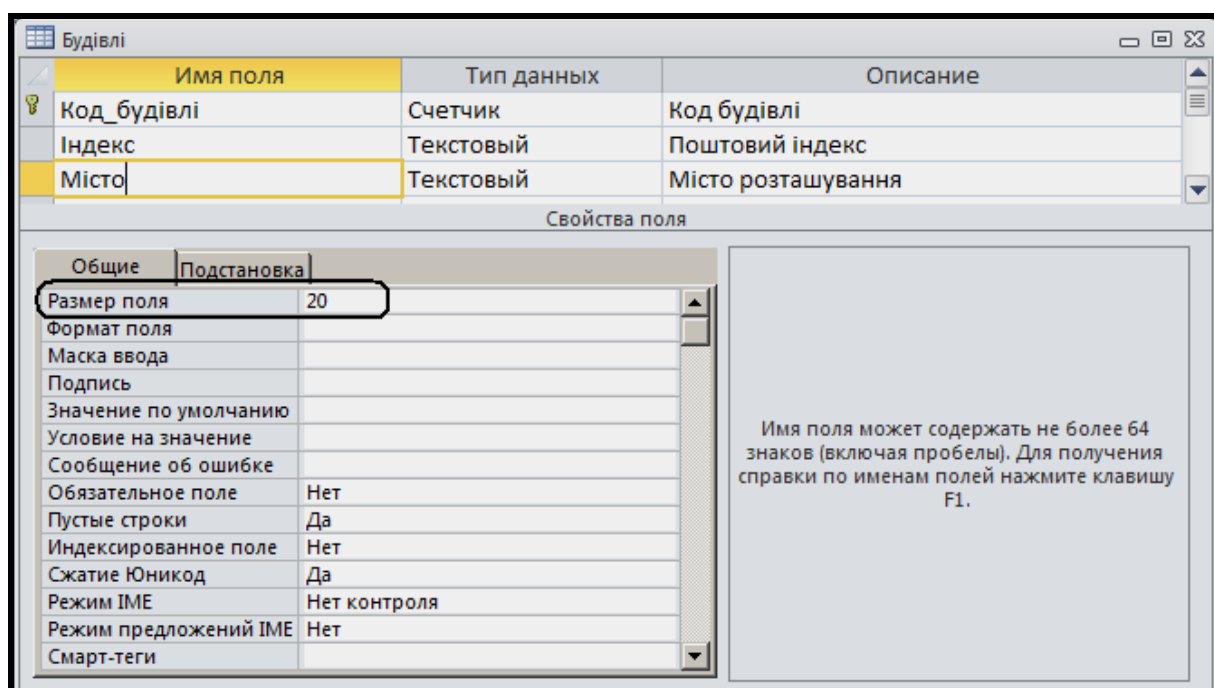 Будівлі
Имя поля Тип данных Описание
Код_будівлі Счетчик Код будівлі
Індекс Текстовый Поштовий індекс
Місто Текстовый Місто розташування
Свойства поля
Общие Подстановка
Размер поля 20
Формат поля
Маска ввода
Подпись
Значение по умолчанию
Условие на значение
Сообщение об ошибке
Обязательное поле Нет
Пустые строки Да
Индексированное поле Нет
Сжатие Юникод Да
Режим IME Нет контроля
Режим предложений IME Нет
Смарт-теги
Имя поля может содержать не более 64
знаков (включая пробелы). Для получения
справки по именам полей нажмите клавишу
F1.